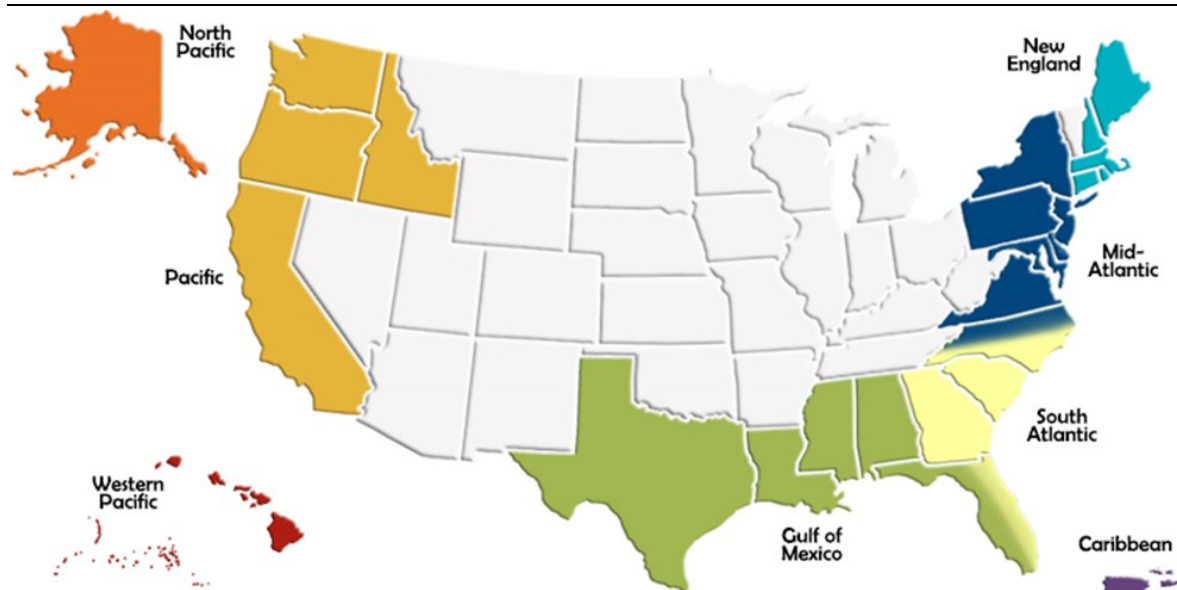 North
Pacific
New
England
Pacific
Mid-
Atlantic
South
Atlantic
Western
Pacific
Gulf of
Mexico
Caribbean